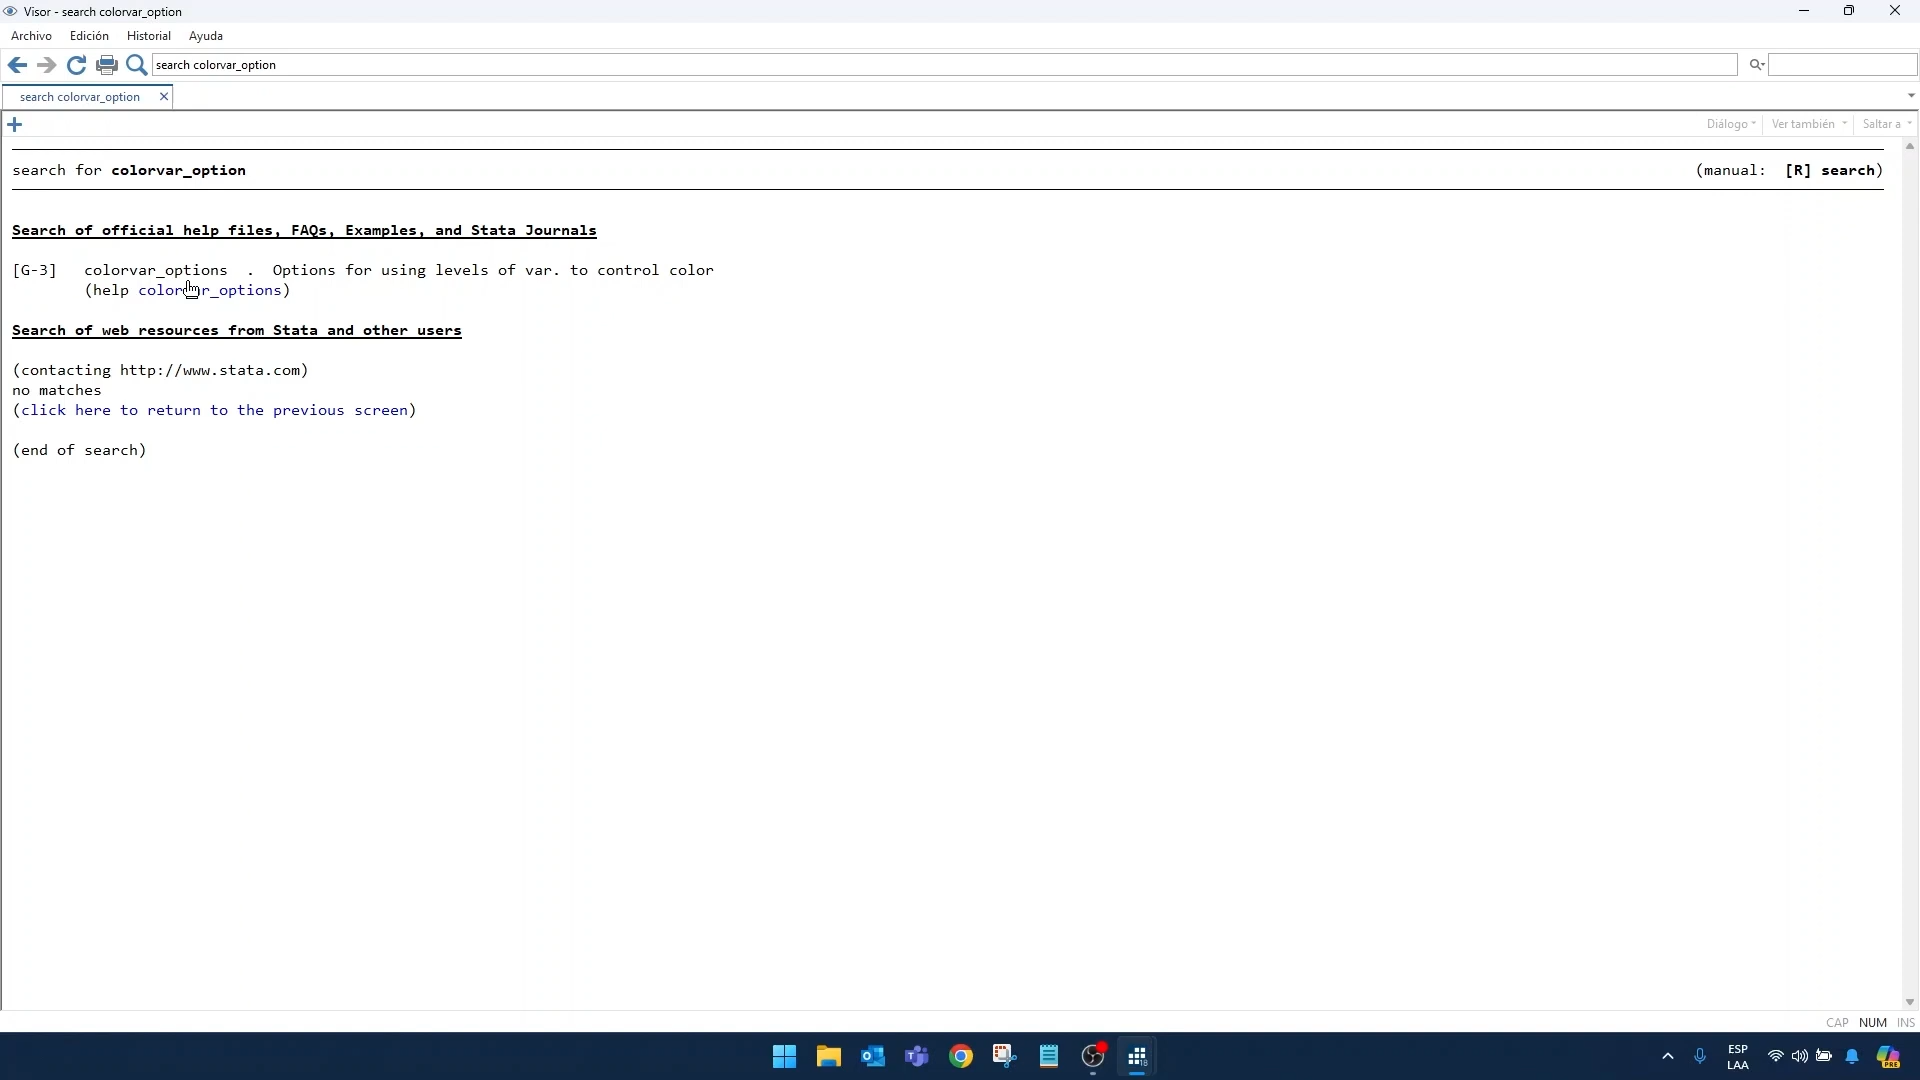 Visor - search colorvar_option
Archivo Edición Historial Ayuda
search colorvar_option
search colorvar_option
Diálogo Ver también Saltar a
search for colorvar_option (manual: [R] search)
Search of official help files, FAQs, Examples, and Stata Journals
[G-3] colorvar_options . Options for using levels of var. to control color
(help colorvar_options)
Search of web resources from Stata and other users
(contacting http://www.stata.com)
no matches
(click here to return to the previous screen)
(end of search)
CAP NUM INS
ESP
LAA
18
PRE